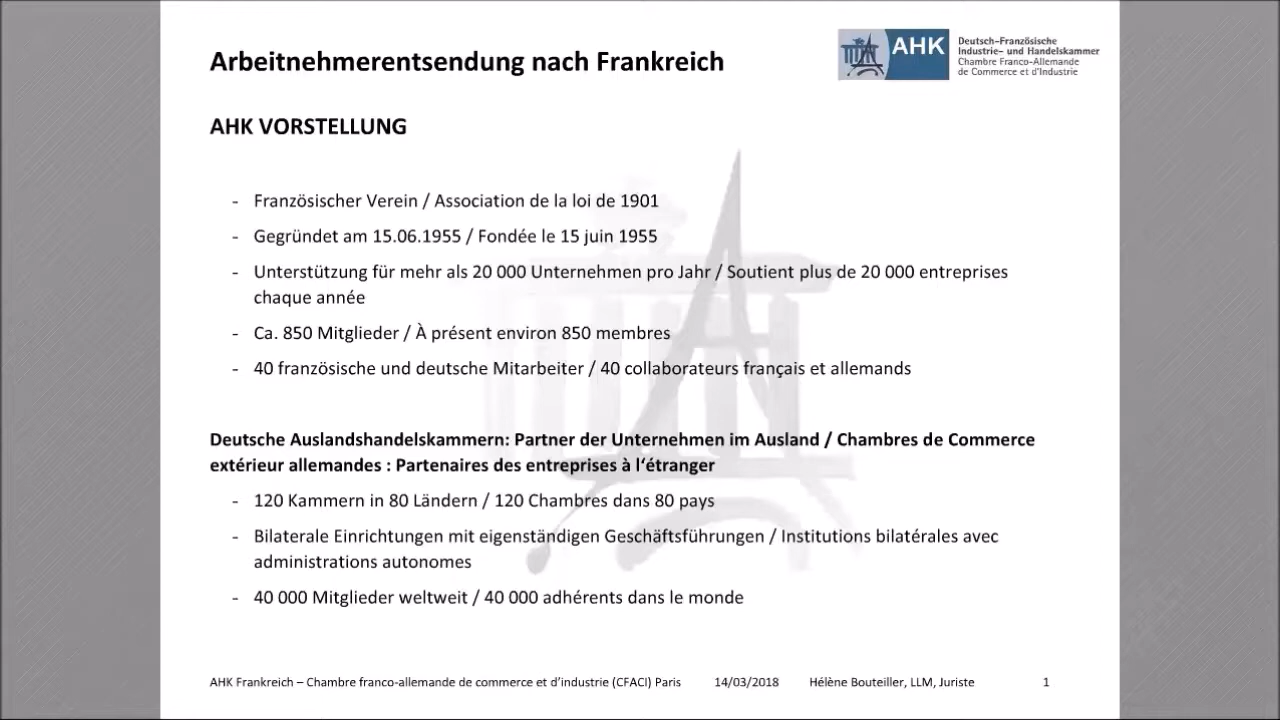 Arbeitnehmerentsendung nach Frankreich
AHK
Deutsch-Französische
Industrie- und Handelskammer
Chambre Franco-Allemande
de Commerce et d'Industrie
AHK VORSTELLUNG
- Französischer Verein / Association de la loi de 1901
- Gegründet am 15.06.1955 / Fondée le 15 juin 1955
- Unterstützung für mehr als 20 000 Unternehmen pro Jahr / Soutient plus de 20 000 entreprises
chaque année
- Ca. 850 Mitglieder / À présent environ 850 membres
- 40 französische und deutsche Mitarbeiter / 40 collaborateurs français et allemands
Deutsche Auslandshandelskammern: Partner der Unternehmen im Ausland / Chambres de Commerce
extérieur allemandes : Partenaires des entreprises à l‘étranger
- 120 Kammern in 80 Ländern / 120 Chambres dans 80 pays
- Bilaterale Einrichtungen mit eigenständigen Geschäftsführungen / Institutions bilatérales avec
administrations autonomes
- 40 000 Mitglieder weltweit / 40 000 adhérents dans le monde
AHK Frankreich – Chambre franco-allemande de commerce et d’industrie (CFACI) Paris 14/03/2018 Hélène Bouteiller, LLM, Juriste 1